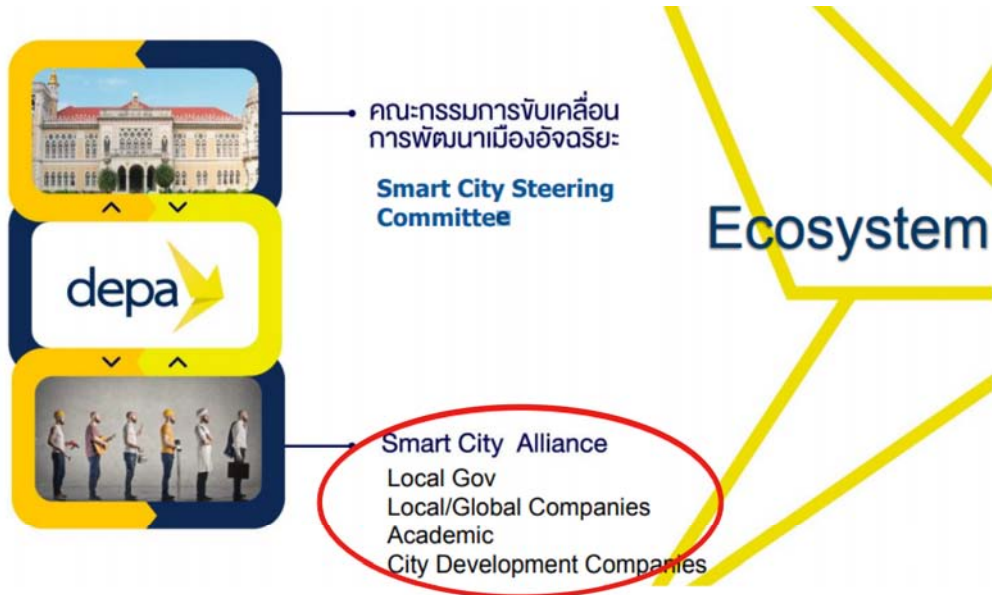 คณะกรรมการขับเคลื่อน
การพัฒนาเมืองอัจฉริยะ
Smart City Steering
Committee
Ecosystem
depa
Smart City Alliance
Local Gov
Local/Global Companies
Academic
City Development Companies